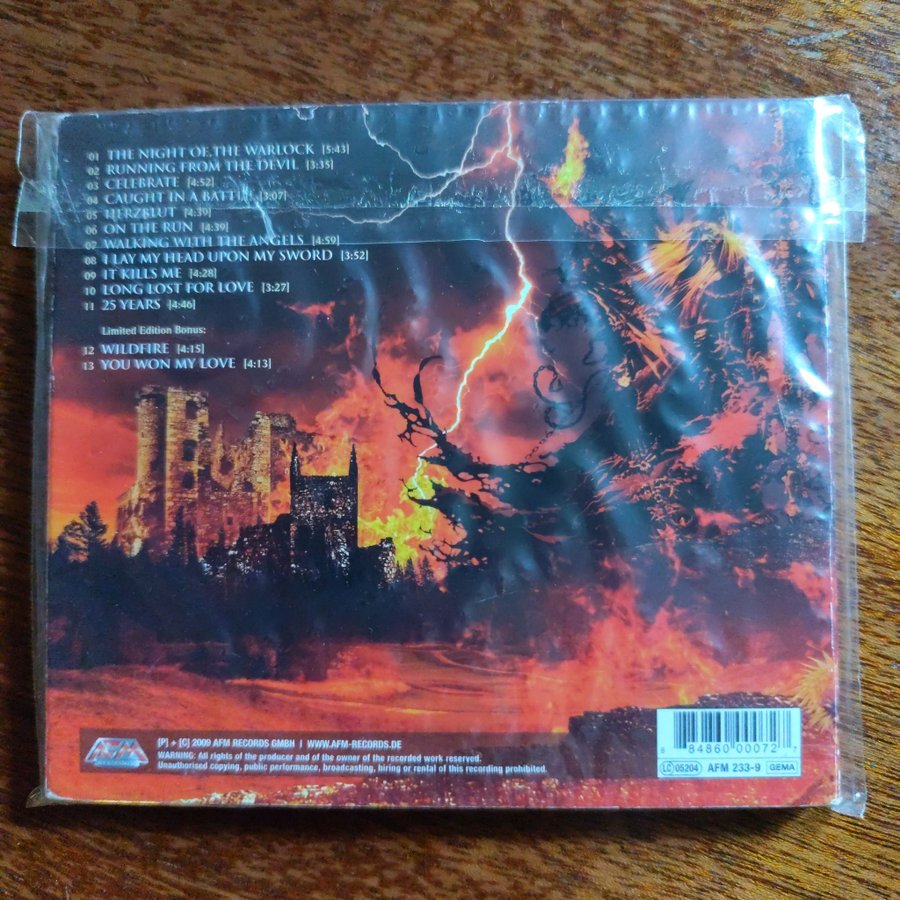 01 THE NIGHT OF THE WARLOCK [5:43]
02 RUNNING FROM THE DEVIL [3:35]
03 CELEBRATE [4:52]
04 CAUGHT IN A BATTLE [3:07]
05 HERZBLUT [4:39]
06 ON THE RUN [4:39]
07 WALKING WITH THE ANGELS [4:59]
08 I LAY MY HEAD UPON MY SWORD [3:52]
09 IT KILLS ME [4:28]
10 LONG LOST FOR LOVE [3:27]
11 25 YEARS [4:46]
Limited Edition Bonus:
12 WILDFIRE [4:15]
13 YOU WON MY LOVE [4:13]
AFM
RECORDS
[P] + [C] 2009 AFM RECORDS GMBH | WWW.AFM-RECORDS.DE
WARNING: All rights of the producer and of the owner of the recorded work reserved.
Unauthorised copying, public performance, broadcasting, hiring or rental of this recording prohibited.
8 84860 00072 7
LC 05204 AFM 233-9 GEMA